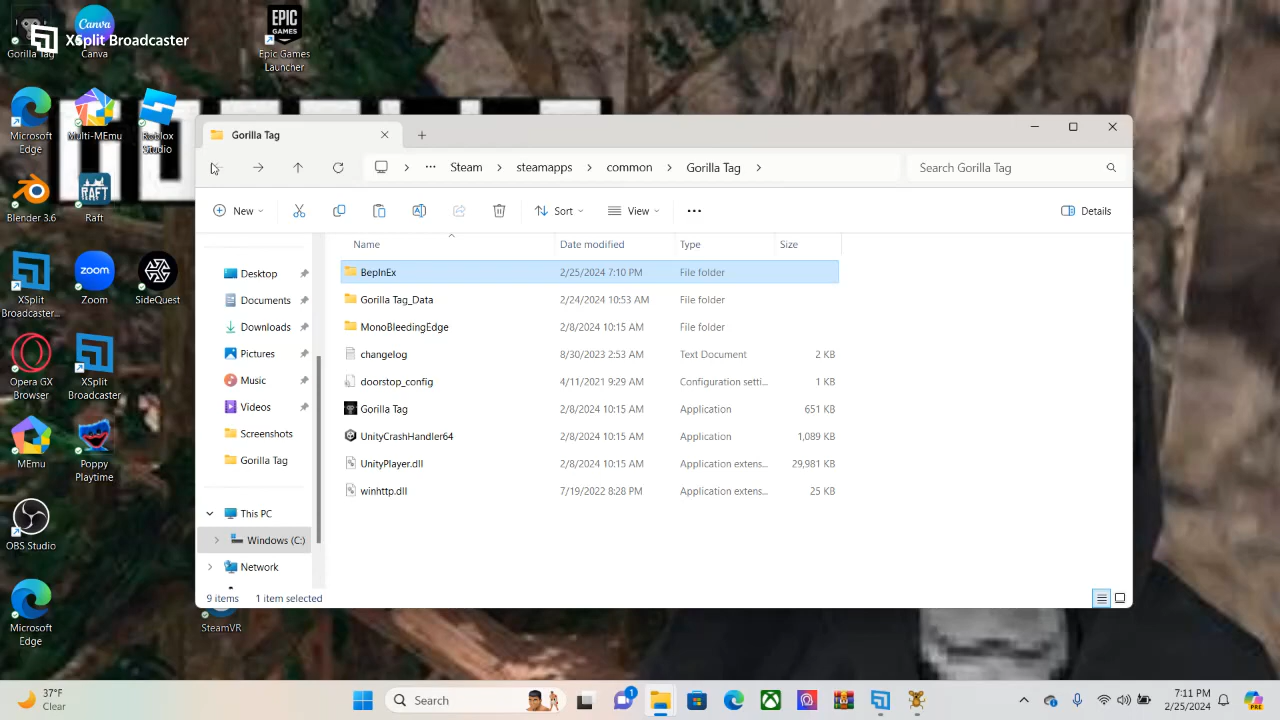 Gorilla Tag
XSplit Broadcaster
Canva
Canva
EPIC
GAMES
Epic Games
Launcher
Microsoft
Edge
Multi-MEmu
Roblox
Studio
Blender 3.6
RAFT
Raft
XSplit
Broadcaster...
zoom
Zoom
SideQuest
Opera GX
Browser
XSplit
Broadcaster
MEmu
Poppy
Playtime
OBS Studio
Microsoft
Edge
SteamVR
Gorilla Tag
Steam > steamapps > common > Gorilla Tag >
Search Gorilla Tag
New
Sort
View
Details
Name Date modified Type Size
BepInEx 2/25/2024 7:10 PM File folder
Gorilla Tag_Data 2/24/2024 10:53 AM File folder
MonoBleedingEdge 2/8/2024 10:15 AM File folder
changelog 8/30/2023 2:53 AM Text Document 2 KB
doorstop_config 4/11/2021 9:29 AM Configuration setti... 1 KB
Gorilla Tag 2/8/2024 10:15 AM Application 651 KB
UnityCrashHandler64 2/8/2024 10:15 AM Application 1,089 KB
UnityPlayer.dll 2/8/2024 10:15 AM Application extens... 29,981 KB
winhttp.dll 7/19/2022 8:28 PM Application extens... 25 KB
Desktop
Documents
Downloads
Pictures
Music
Videos
Screenshots
Gorilla Tag
This PC
Windows (C:)
Network
9 items 1 item selected
37°F
Clear
Search
1
7:11 PM
2/25/2024
PRE